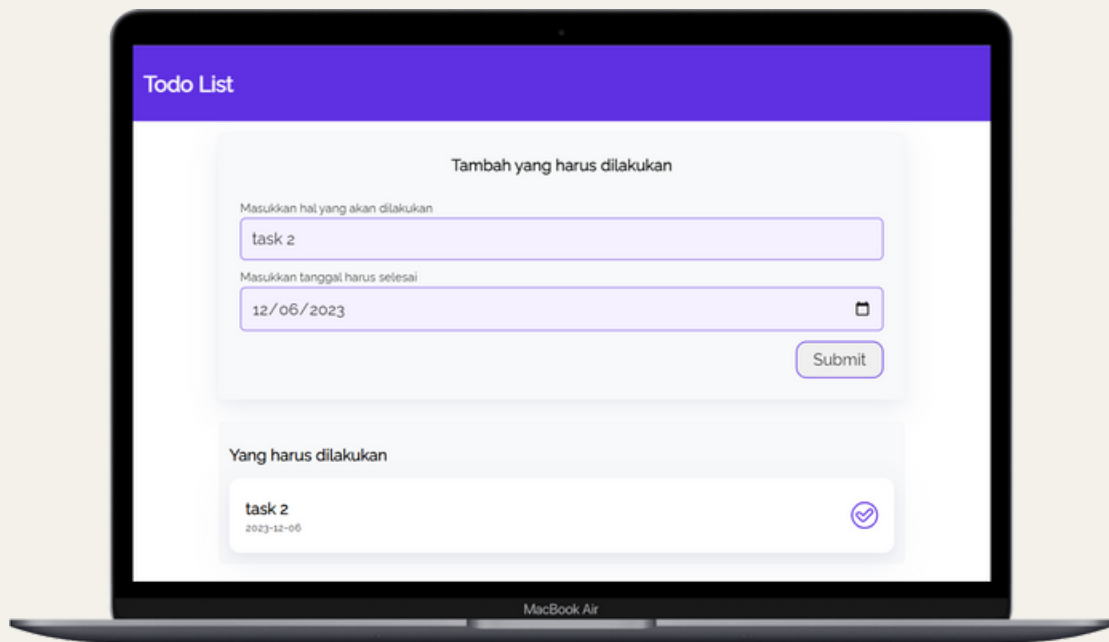 Todo List
Tambah yang harus dilakukan
Masukkan hal yang akan dilakukan
task 2
Masukkan tanggal harus selesai
12/06/2023
Submit
Yang harus dilakukan
task 2
2023-12-06
MacBook Air